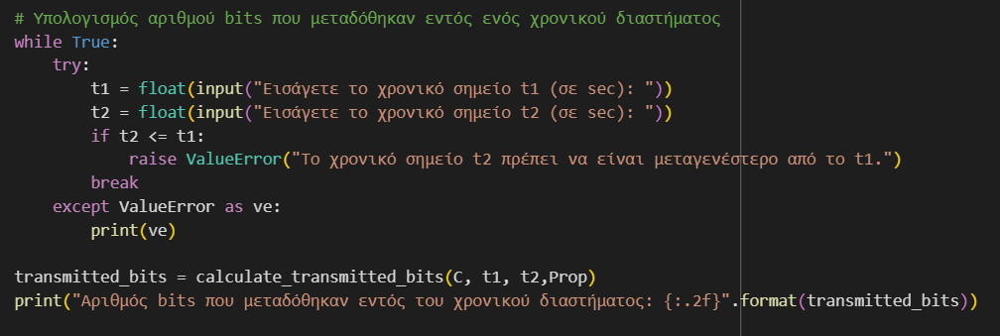 # Υπολογισμός αριθμού bits που μεταδόθηκαν εντός ενός χρονικού διαστήματος
while True:
    try:
        t1 = float(input("Εισάγετε το χρονικό σημείο t1 (σε sec): "))
        t2 = float(input("Εισάγετε το χρονικό σημείο t2 (σε sec): "))
        if t2 <= t1:
            raise ValueError("Το χρονικό σημείο t2 πρέπει να είναι μεταγενέστερο από το t1.")
        break
    except ValueError as ve:
        print(ve)

transmitted_bits = calculate_transmitted_bits(C, t1, t2,Prop)
print("Αριθμός bits που μεταδόθηκαν εντός του χρονικού διαστήματος: {:.2f}".format(transmitted_bits))